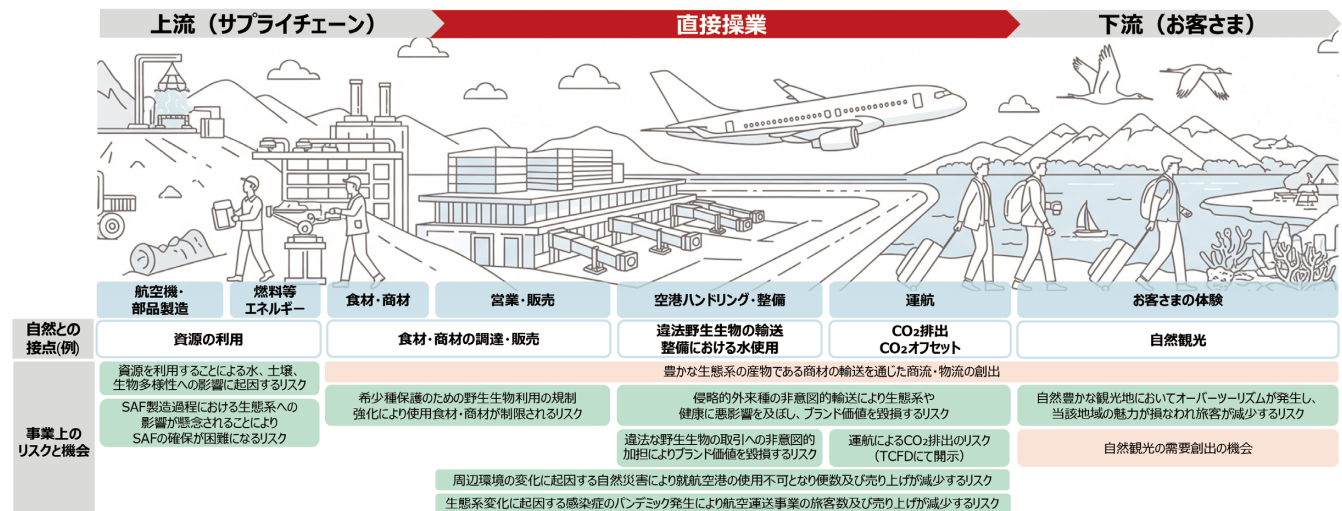 上流（サプライチェーン）
直接操業
下流（お客さま）
航空機・
部品製造
燃料等
エネルギー
食材・商材
営業・販売
空港ハンドリング・整備
運航
お客さまの体験
自然との
接点(例)
資源の利用
食材・商材の調達・販売
違法野生生物の輸送
整備における水使用
CO₂排出
CO₂オフセット
自然観光
事業上の
リスクと機会
資源を利用することによる水、土壌、
生物多様性への影響に起因するリスク
豊かな生態系の産物である商材の輸送を通じた商流・物流の創出
SAF製造過程における生態系への
影響が懸念されることにより
SAFの確保が困難になるリスク
希少種保護のための野生生物利用の規制
強化により使用食材・商材が制限されるリスク
侵略的外来種の非意図的輸送により生態系や
健康に悪影響を及ぼし、ブランド価値を毀損するリスク
自然豊かな観光地においてオーバーツーリズムが発生し、
当該地域の魅力が損なわれ旅客が減少するリスク
違法な野生生物の取引への非意図的
加担によりブランド価値を毀損するリスク
運航によるCO₂排出のリスク
（TCFDにて開示）
自然観光の需要創出の機会
周辺環境の変化に起因する自然災害により就航空港の使用不可となり便数及び売り上げが減少するリスク
生態系変化に起因する感染症のパンデミック発生により航空運送事業の旅客数及び売り上げが減少するリスク